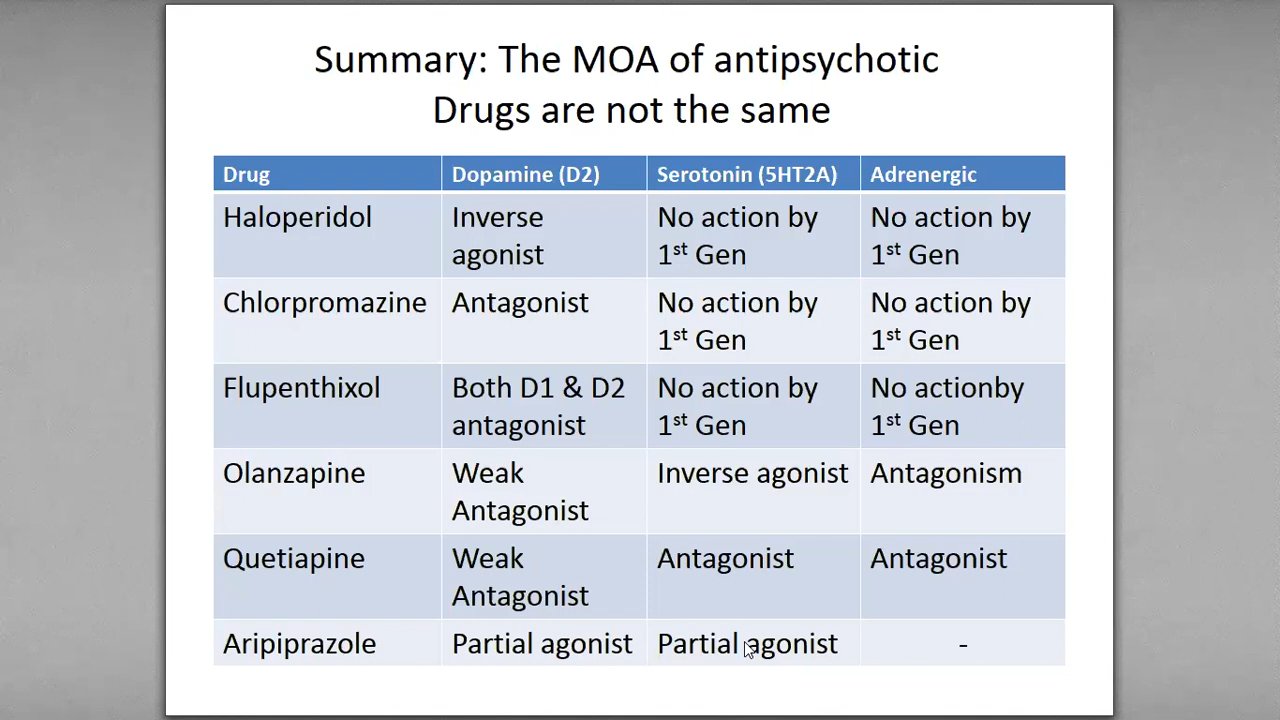 Summary: The MOA of antipsychotic
Drugs are not the same
Drug Dopamine (D2) Serotonin (5HT2A) Adrenergic
Haloperidol Inverse agonist No action by 1st Gen No action by 1st Gen
Chlorpromazine Antagonist No action by 1st Gen No action by 1st Gen
Flupenthixol Both D1 & D2 antagonist No action by 1st Gen No actionby 1st Gen
Olanzapine Weak Antagonist Inverse agonist Antagonism
Quetiapine Weak Antagonist Antagonist Antagonist
Aripiprazole Partial agonist Partial agonist -